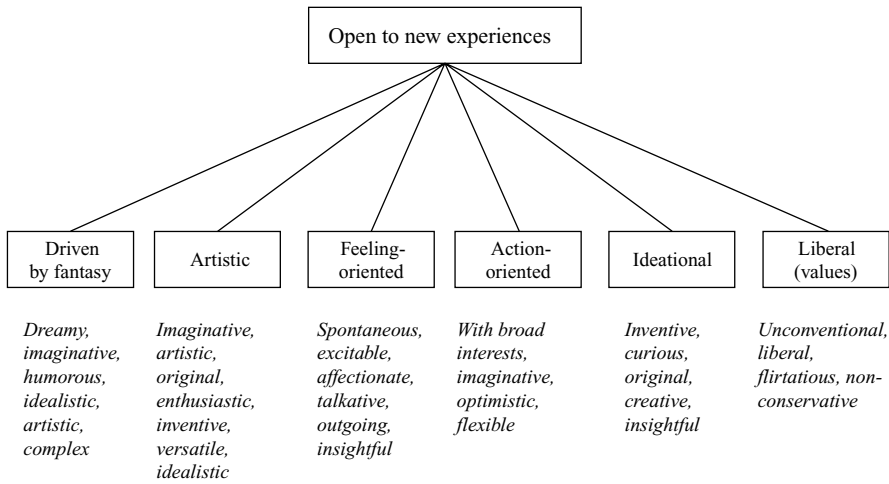 Open to new experiences
Driven
by fantasy
Artistic
Feeling-
oriented
Action-
oriented
Ideational
Liberal
(values)
Dreamy,
imaginative,
humorous,
idealistic,
artistic,
complex
Imaginative,
artistic,
original,
enthusiastic,
inventive,
versatile,
idealistic
Spontaneous,
excitable,
affectionate,
talkative,
outgoing,
insightful
With broad
interests,
imaginative,
optimistic,
flexible
Inventive,
curious,
original,
creative,
insightful
Unconventional,
liberal,
flirtatious, non-
conservative